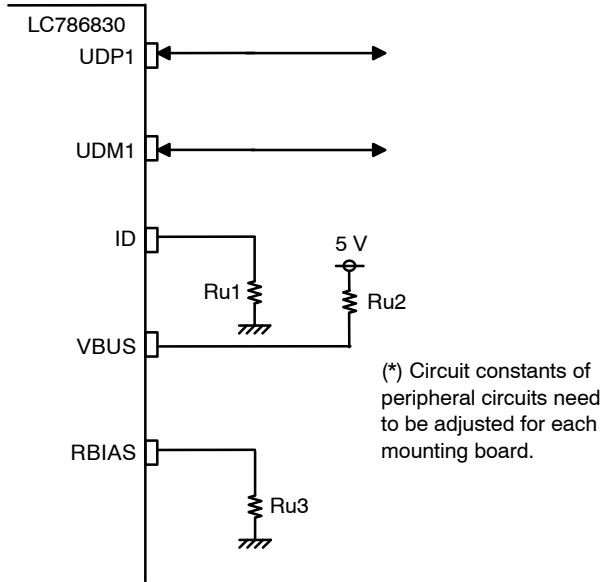 LC786830
UDP1
UDM1
ID
5 V
Ru1
Ru2
VBUS
(*) Circuit constants of
peripheral circuits need
to be adjusted for each
mounting board.
RBIAS
Ru3